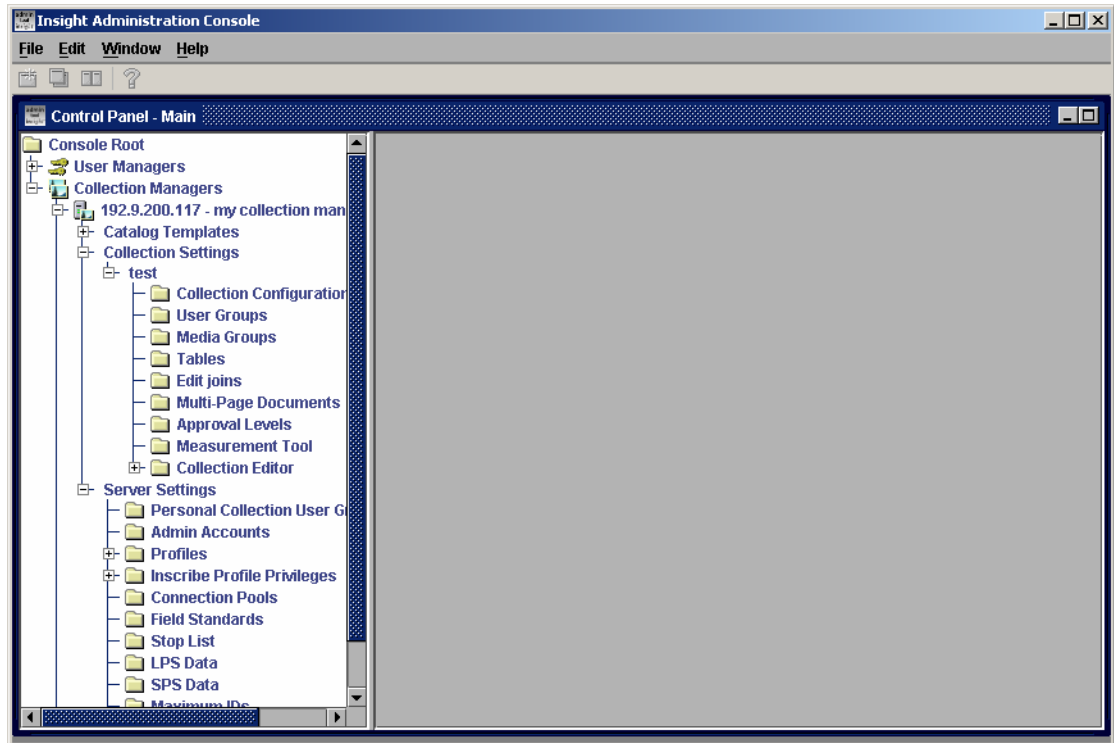 Insight Administration Console
File Edit Window Help
Control Panel - Main
Console Root
User Managers
Collection Managers
192.9.200.117 - my collection man
Catalog Templates
Collection Settings
test
Collection Configuration
User Groups
Media Groups
Tables
Edit joins
Multi-Page Documents
Approval Levels
Measurement Tool
Collection Editor
Server Settings
Personal Collection User G
Admin Accounts
Profiles
Inscribe Profile Privileges
Connection Pools
Field Standards
Stop List
LPS Data
SPS Data
Maximum IDs